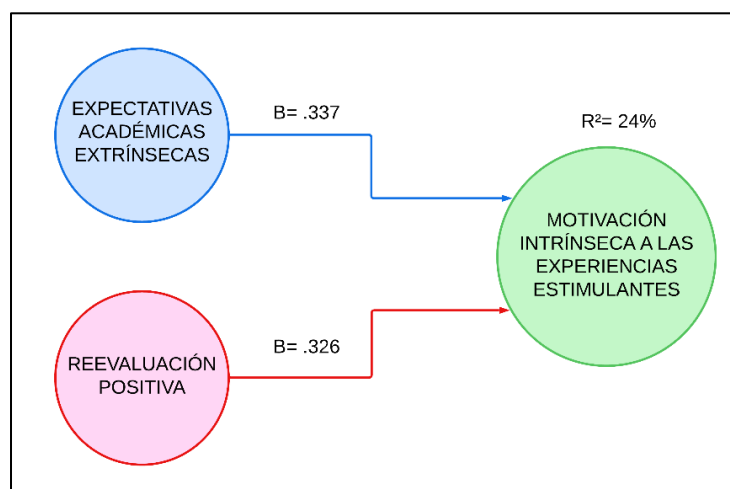 EXPECTATIVAS
ACADÉMICAS
EXTRÍNSECAS
B= .337
R²= 24%
MOTIVACIÓN
INTRÍNSECA A LAS
EXPERIENCIAS
ESTIMULANTES
REEVALUACIÓN
POSITIVA
B= .326